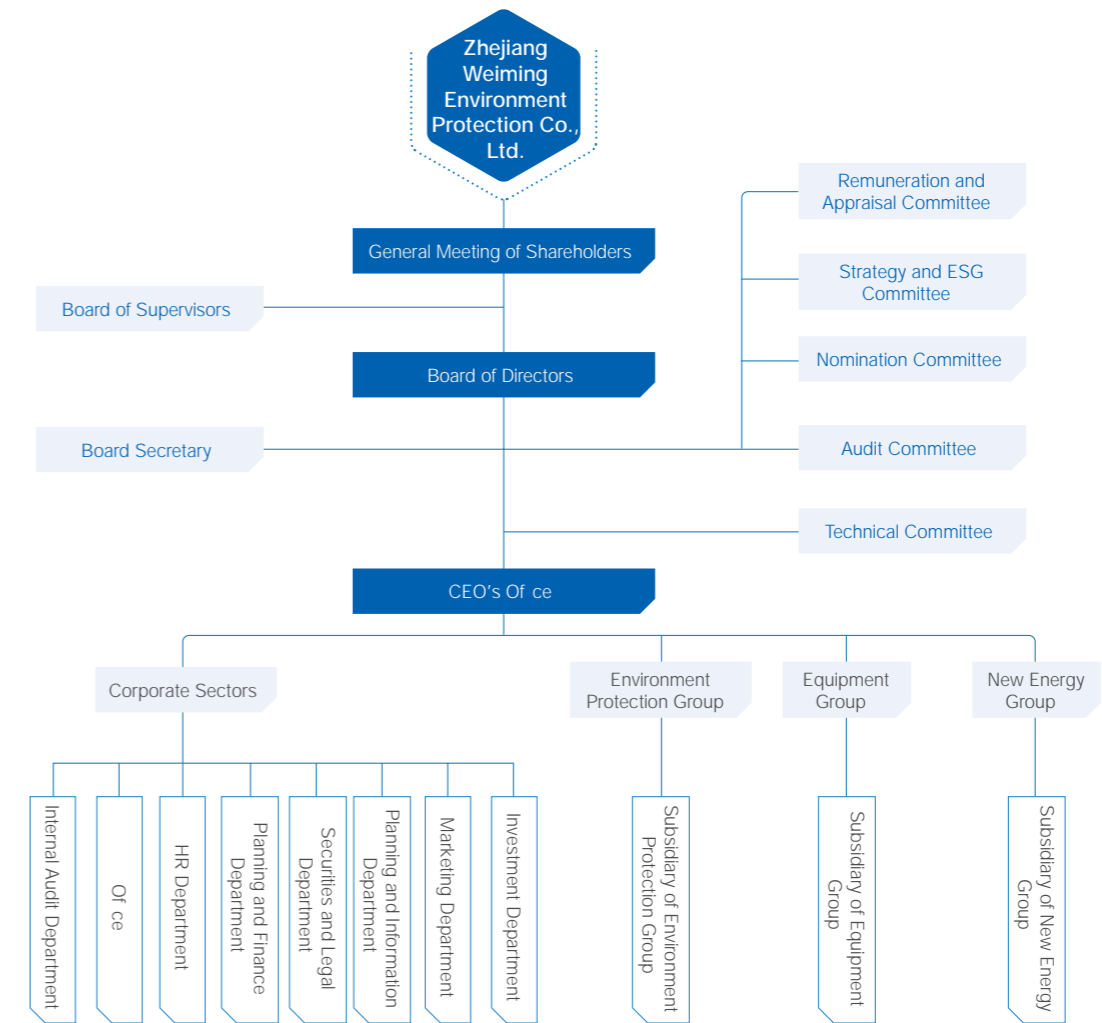 Zhejiang
Weiming
Environment
Protection Co.,
Ltd.
General Meeting of Shareholders
Board of Supervisors
Board of Directors
Board Secretary
Remuneration and
Appraisal Committee
Strategy and ESG
Committee
Nomination Committee
Audit Committee
Technical Committee
CEO's Of ce
Corporate Sectors
Environment
Protection Group
Equipment
Group
New Energy
Group
Internal Audit Department
Of ce
HR Department
Planning and Finance
Department
Securities and Legal
Department
Planning and Information
Department
Marketing Department
Investment Department
Subsidiary of Environment
Protection Group
Subsidiary of Equipment
Group
Subsidiary of New Energy
Group